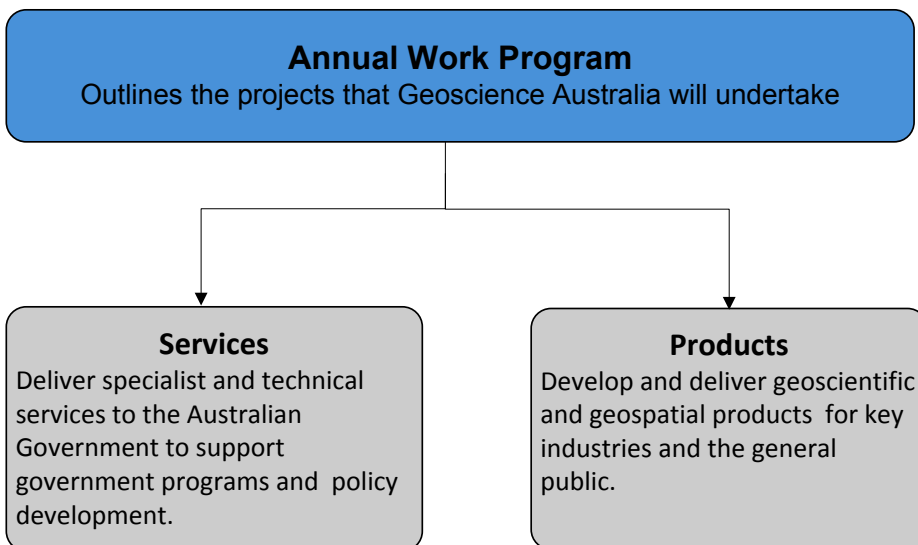 Annual Work Program
Outlines the projects that Geoscience Australia will undertake
Services
Deliver specialist and technical
services to the Australian
Government to support
government programs and policy
development.
Products
Develop and deliver geoscientific
and geospatial products for key
industries and the general
public.